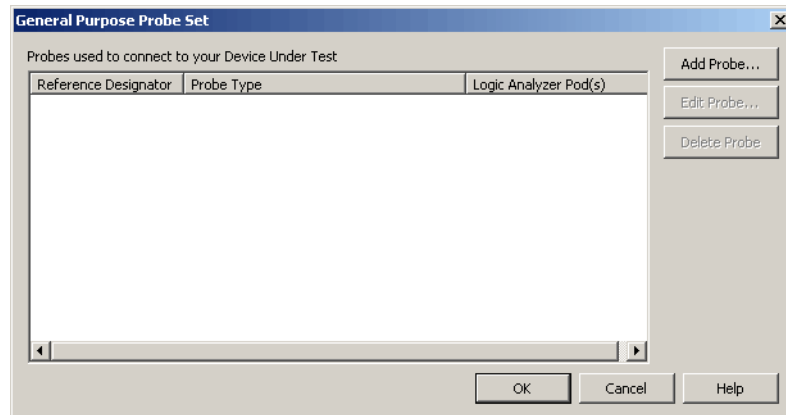 General Purpose Probe Set
Probes used to connect to your Device Under Test
Add Probe...
Reference Designator Probe Type Logic Analyzer Pod(s)
Edit Probe...
Delete Probe
OK Cancel Help